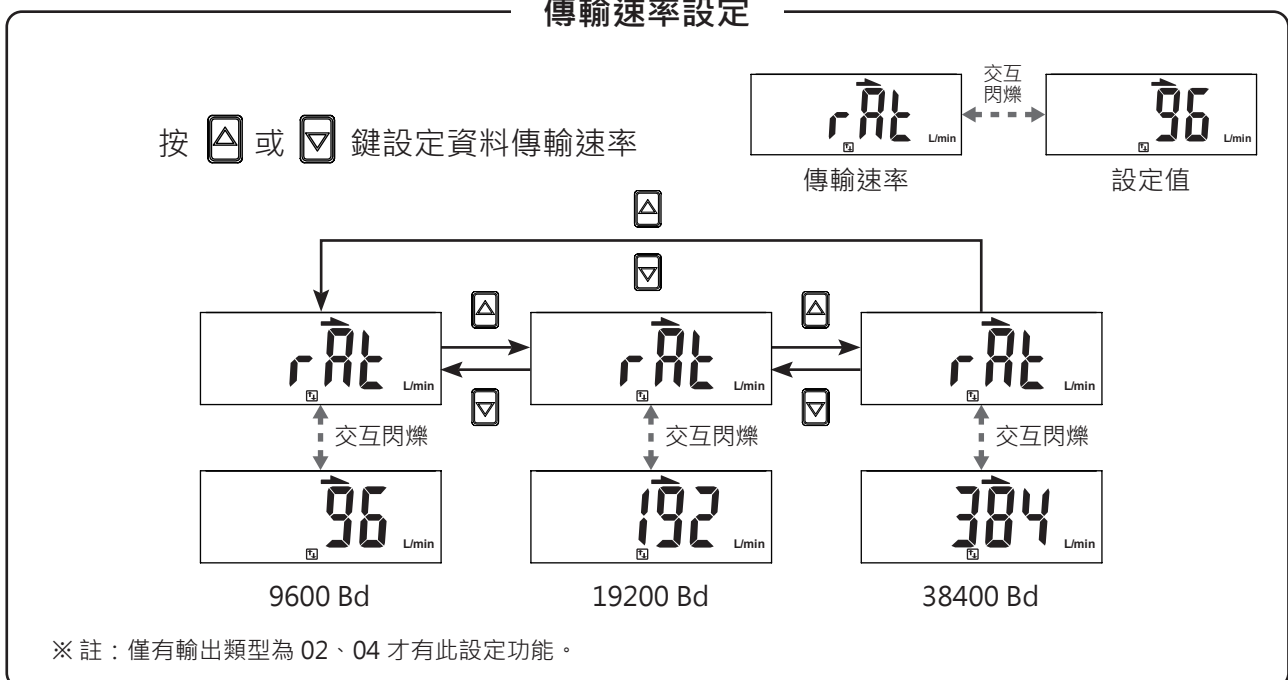 傳輸速率設定
交互
閃爍
rAt
L/min
96
L/min
按 或 鍵設定資料傳輸速率
傳輸速率
設定值
rAt
L/min
rAt
L/min
rAt
L/min
交互閃爍
交互閃爍
交互閃爍
96
L/min
192
L/min
384
L/min
9600 Bd
19200 Bd
38400 Bd
※ 註：僅有輸出類型為 02、04 才有此設定功能。